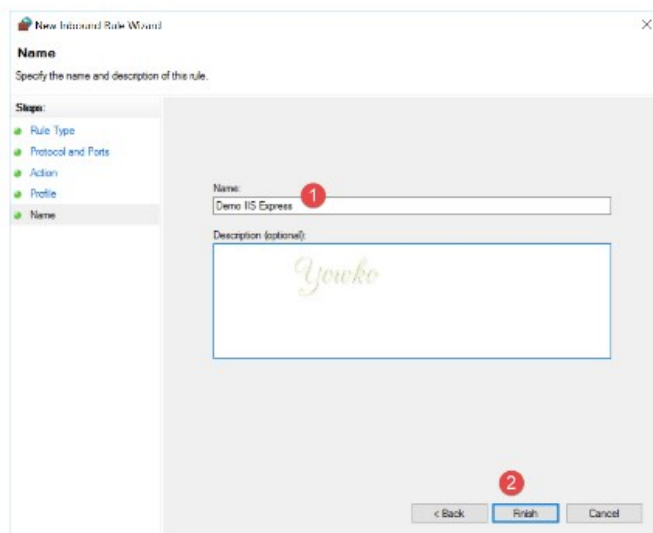 New Inbound Rule Wizard
Name
Specify the name and description of this rule.
Steps:
Rule Type
Protocol and Ports
Action
Profile
Name
Name:
1
Demo IIS Express
Description (optional):
Yowko
2
< Back
Finish
Cancel